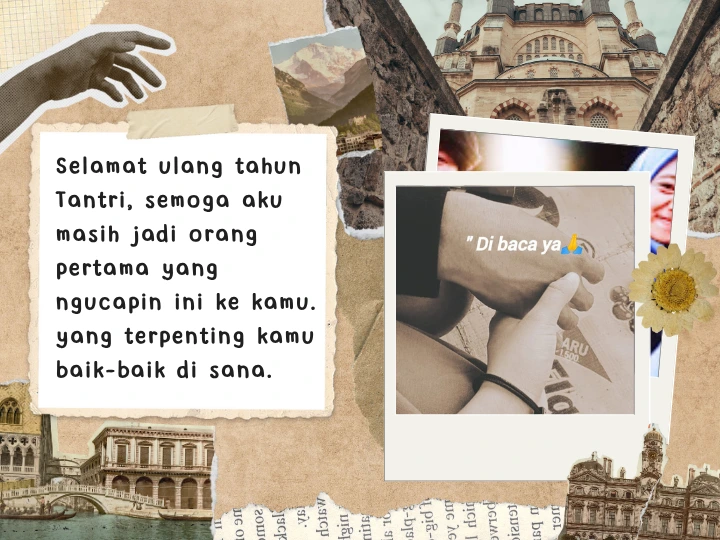 Selamat ulang tahun
Tantri, semoga aku
masih jadi orang
pertama yang
ngucapin ini ke kamu.
yang terpenting kamu
baik-baik di sana.
" Di baca ya🙏
ARU
1500